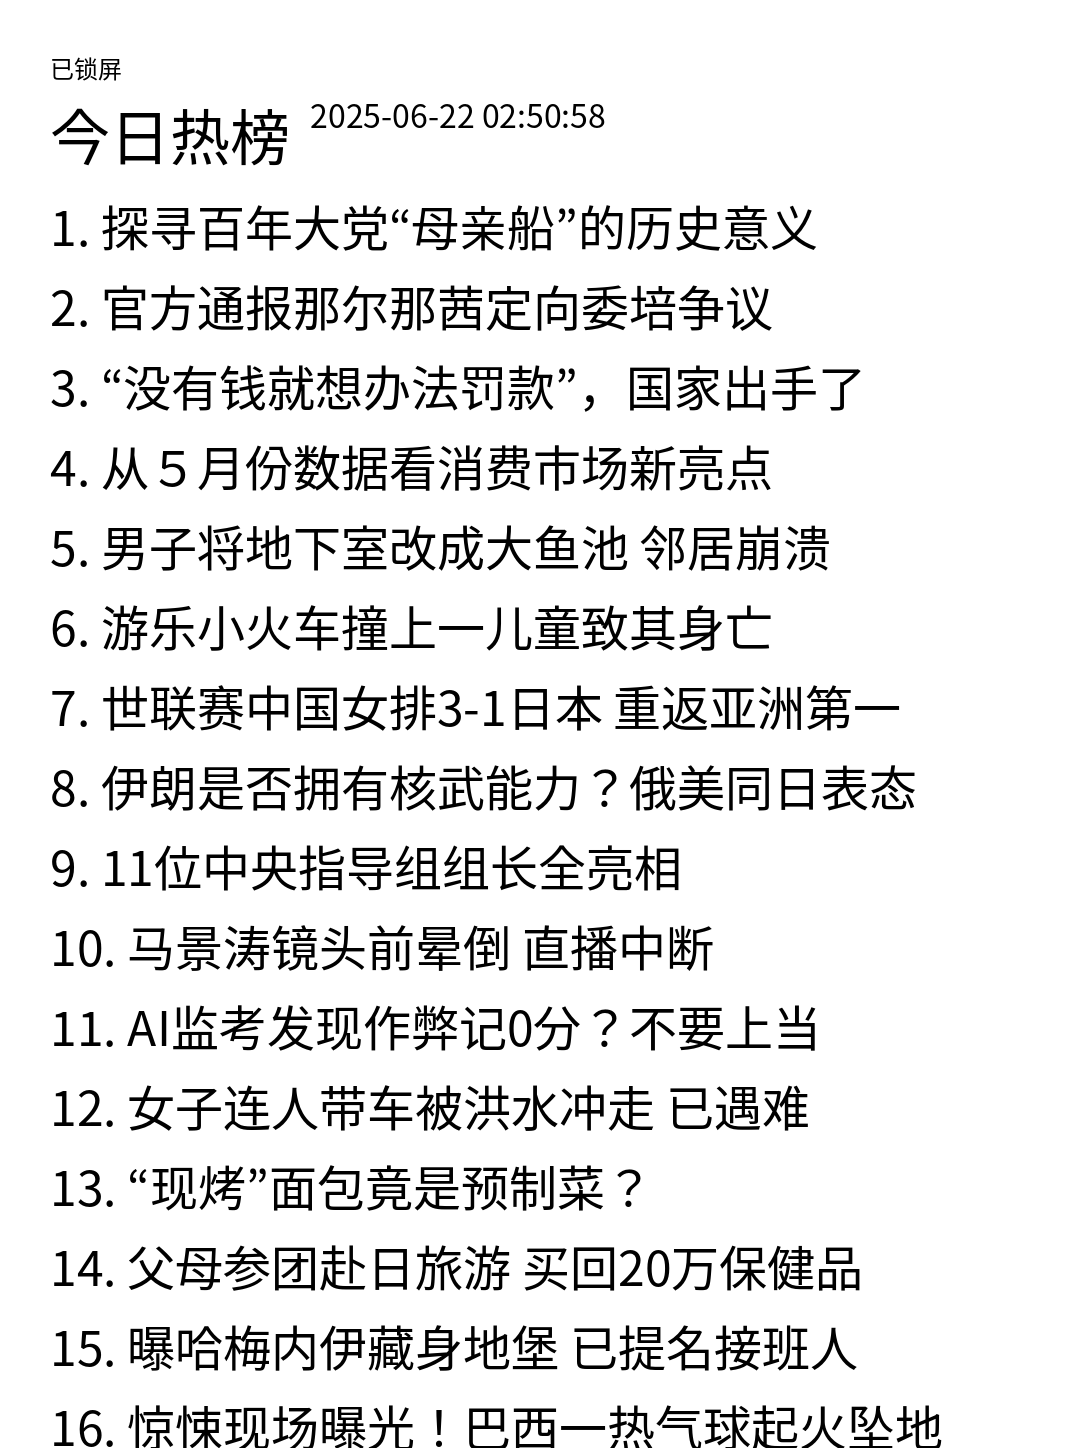 已锁屏
今日热榜 2025-06-22 02:50:58
1. 探寻百年大党“母亲船”的历史意义
2. 官方通报那尔那茜定向委培争议
3. “没有钱就想办法罚款”，国家出手了
4. 从５月份数据看消费市场新亮点
5. 男子将地下室改成大鱼池 邻居崩溃
6. 游乐小火车撞上一儿童致其身亡
7. 世联赛中国女排3-1日本 重返亚洲第一
8. 伊朗是否拥有核武能力？俄美同日表态
9. 11位中央指导组组长全亮相
10. 马景涛镜头前晕倒 直播中断
11. AI监考发现作弊记0分？不要上当
12. 女子连人带车被洪水冲走 已遇难
13. “现烤”面包竟是预制菜？
14. 父母参团赴日旅游 买回20万保健品
15. 曝哈梅内伊藏身地堡 已提名接班人
16. 惊悚现场曝光！巴西一热气球起火坠地